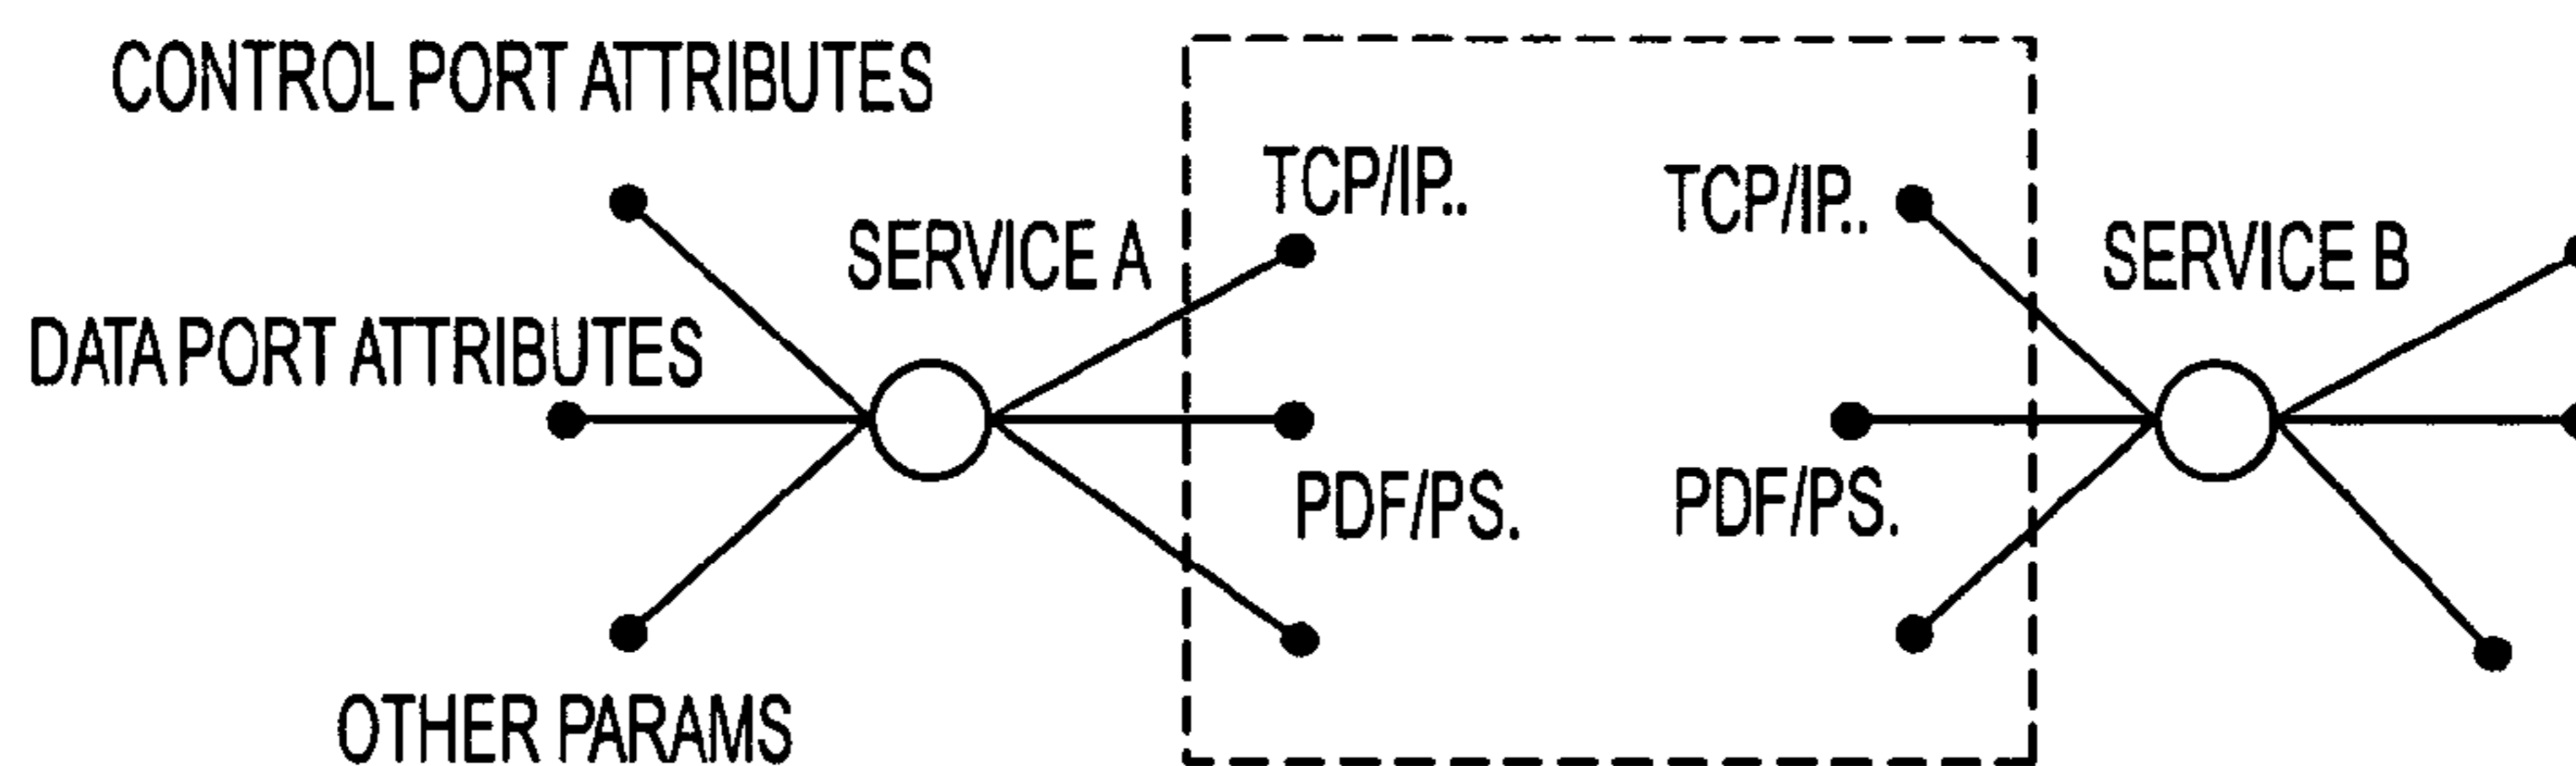 CONTROL PORT ATTRIBUTES
TCP/IP..
TCP/IP..
SERVICE A
SERVICE B
DATA PORT ATTRIBUTES
PDF/PS.
PDF/PS.
OTHER PARAMS